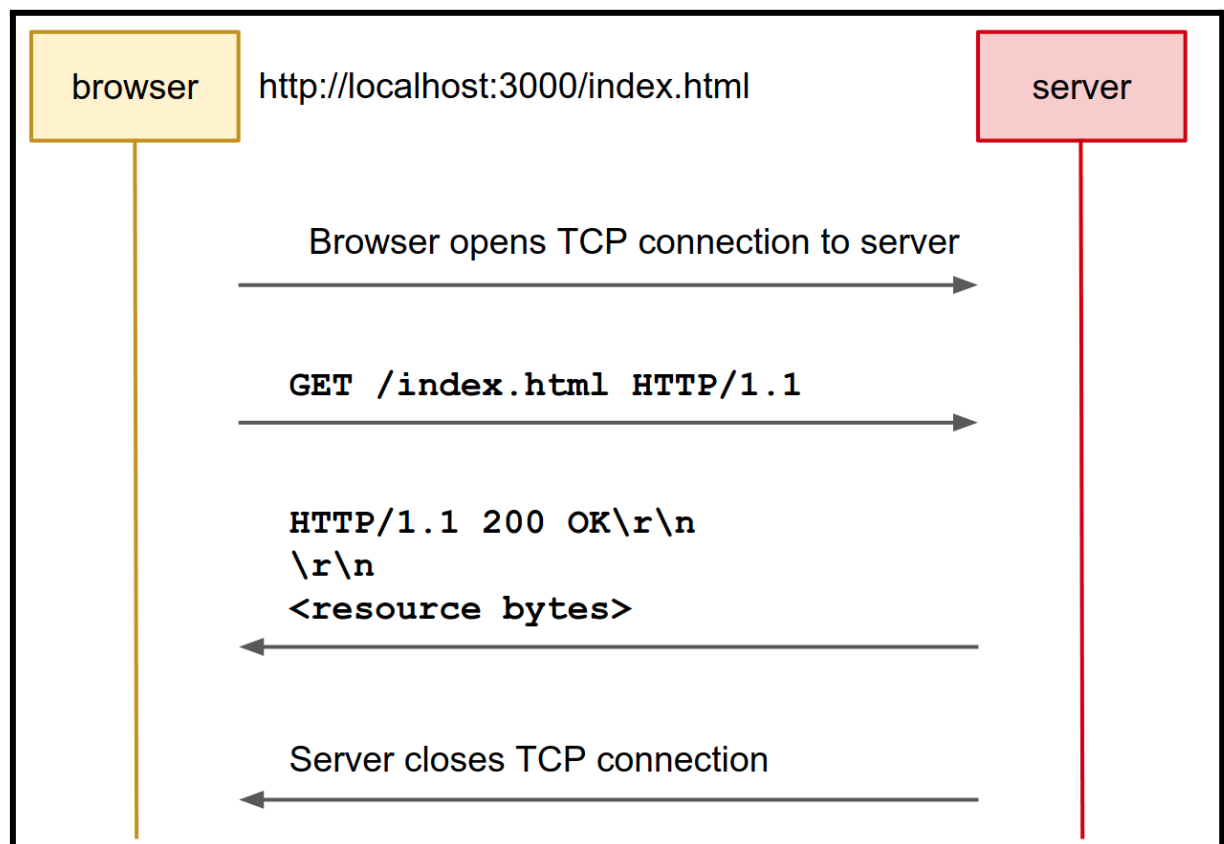 browser
http://localhost:3000/index.html
server
Browser opens TCP connection to server
GET /index.html HTTP/1.1
HTTP/1.1 200 OK\r\n
\r\n
<resource bytes>
Server closes TCP connection